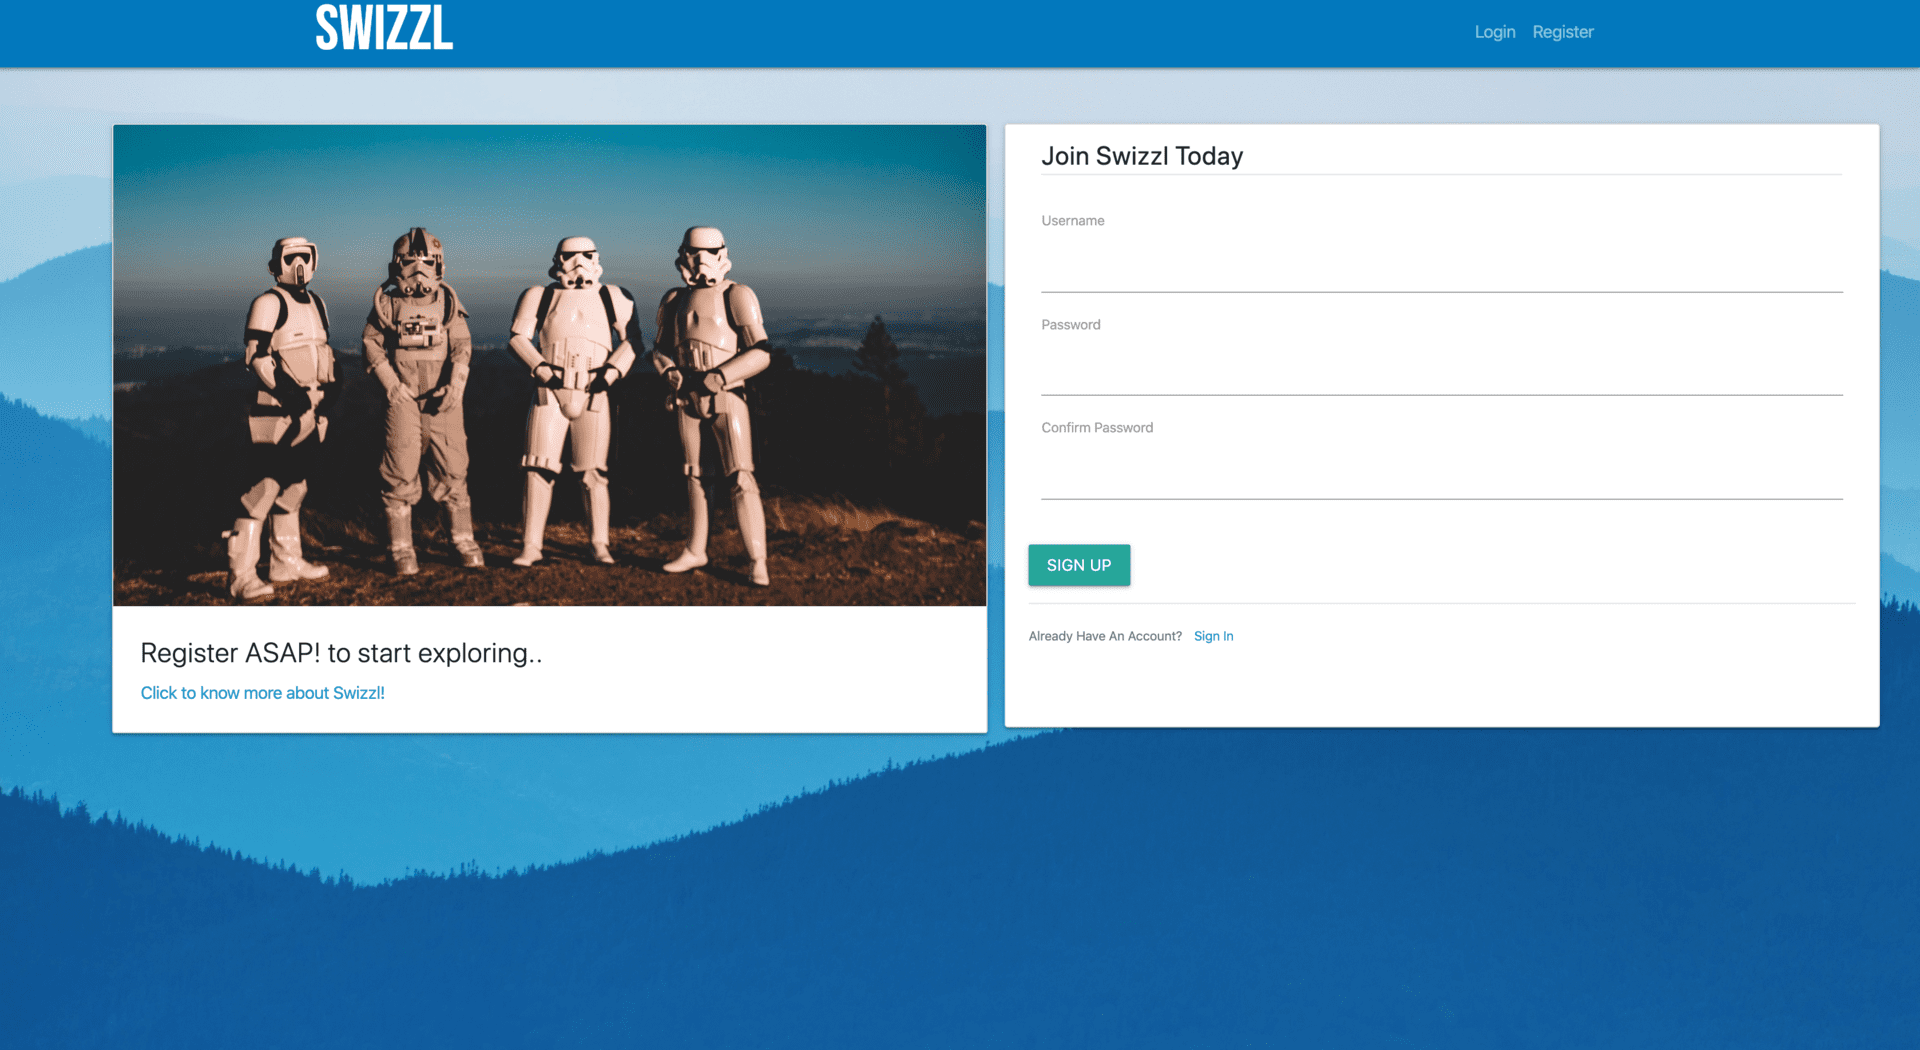 SWIZZL
Login Register
Register ASAP! to start exploring..
Click to know more about Swizzl!
Join Swizzl Today
Username
Password
Confirm Password
SIGN UP
Already Have An Account? Sign In